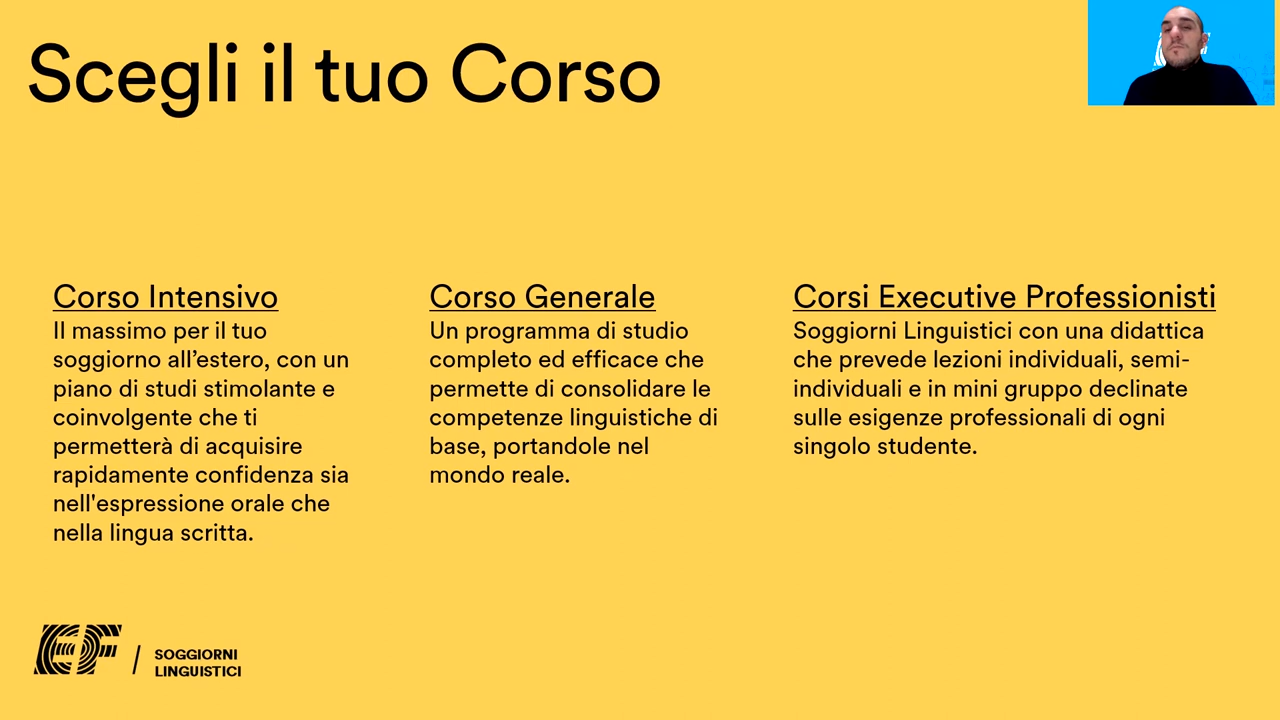 Scegli il tuo Corso
Corso Intensivo
Il massimo per il tuo
soggiorno all’estero, con un
piano di studi stimolante e
coinvolgente che ti
permetterà di acquisire
rapidamente confidenza sia
nell'espressione orale che
nella lingua scritta.
Corso Generale
Un programma di studio
completo ed efficace che
permette di consolidare le
competenze linguistiche di
base, portandole nel
mondo reale.
Corsi Executive Professionisti
Soggiorni Linguistici con una didattica
che prevede lezioni individuali, semi-
individuali e in mini gruppo declinate
sulle esigenze professionali di ogni
singolo studente.
EF / SOGGIORNI
LINGUISTICI